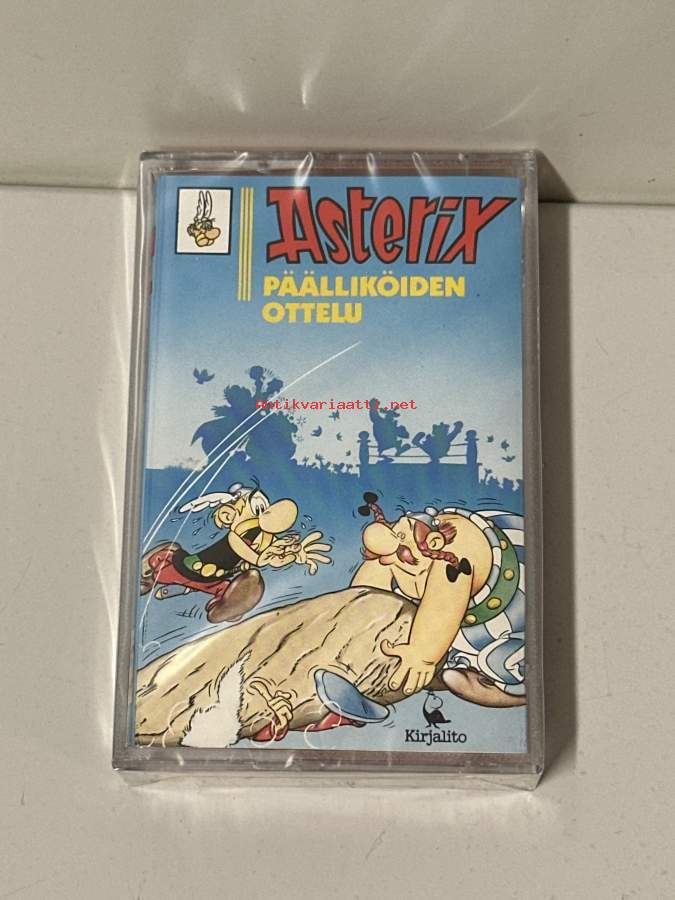 Asterix
PÄÄLLIKÖIDEN
OTTELU
Antikvariaatti.net
Kirjalito